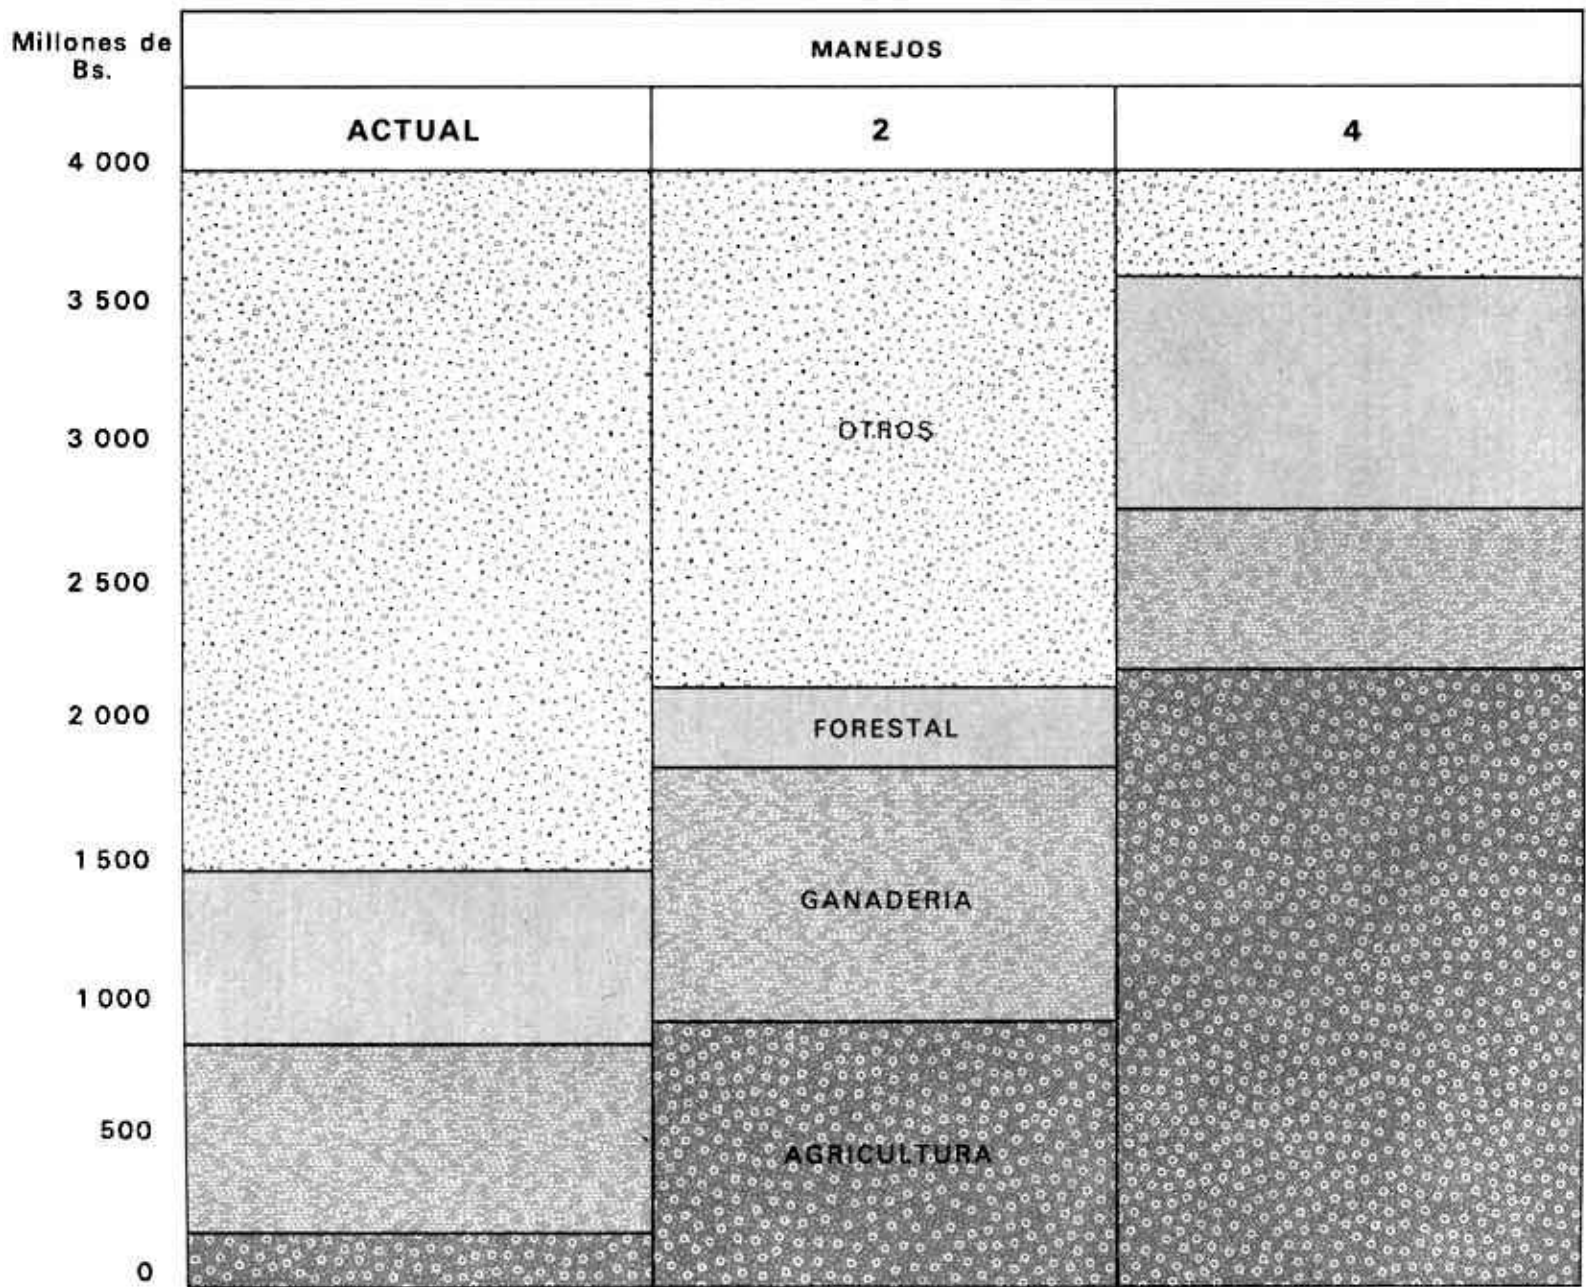 Millones de
Bs.
MANEJOS
ACTUAL
2
4
4 000
3 500
3 000
2 500
2 000
1 500
1 000
500
0
OTROS
FORESTAL
GANADERIA
AGRICULTURA